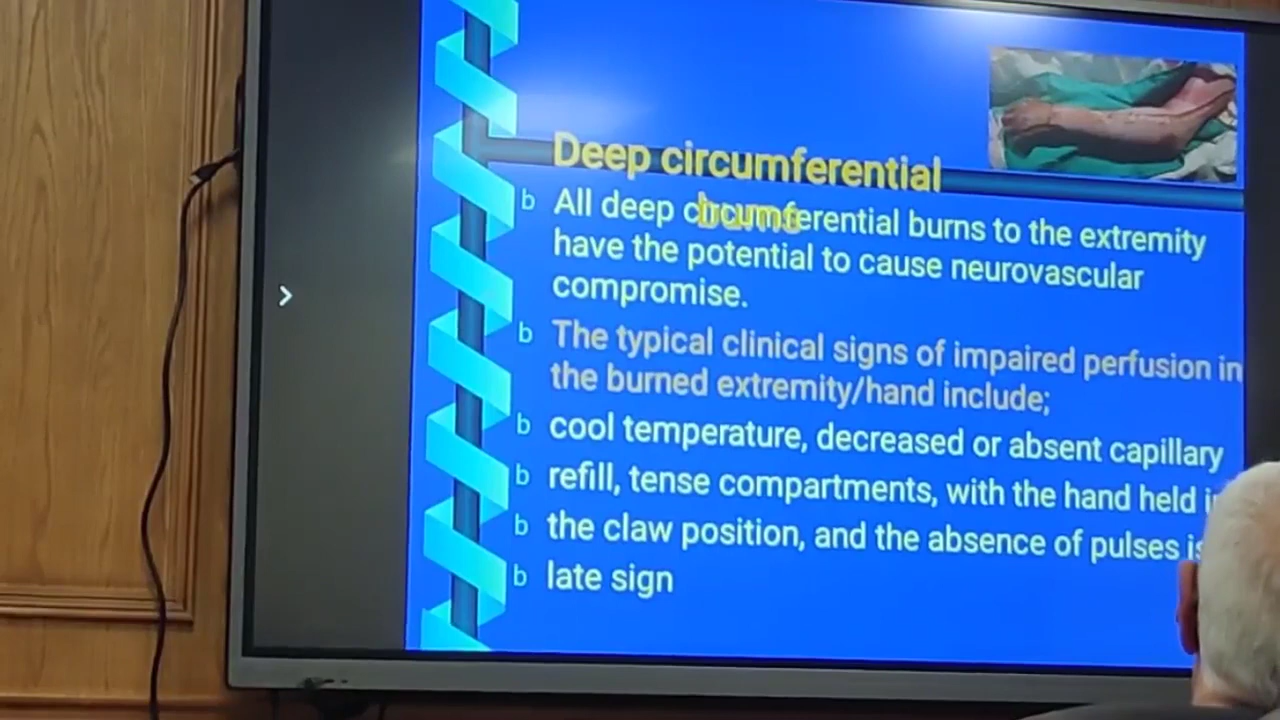 Deep circumferential
burns
b All deep circumferential burns to the extremity
have the potential to cause neurovascular
compromise.
b The typical clinical signs of impaired perfusion in
the burned extremity/hand include;
b cool temperature, decreased or absent capillary
b refill, tense compartments, with the hand held
b the claw position, and the absence of pulses is
b late sign